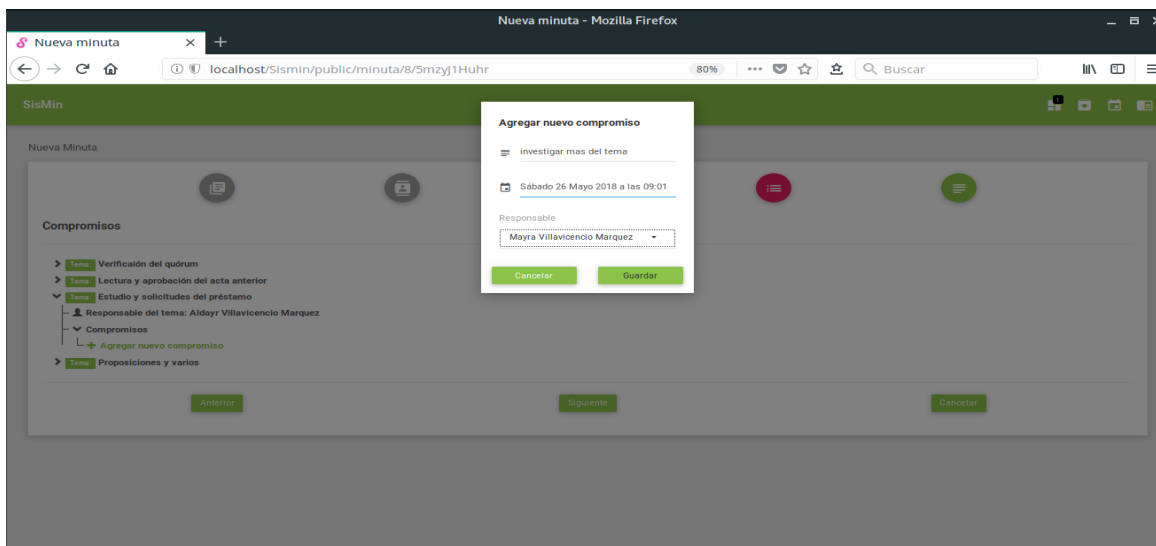 Nueva minuta - Mozilla Firefox
Nueva minuta
localhost/Sismin/public/minuta/8/5mzyJ1Huhr
80%
Buscar
SisMin
1
Nueva Minuta
Agregar nuevo compromiso
investigar mas del tema
Sábado 26 Mayo 2018 a las 09:01
Responsable
Mayra Villavicencio Marquez
Cancelar
Guardar
Compromisos
Tema: Verificaión del quórum
Tema: Lectura y aprobación del acta anterior
Tema: Estudio y solicitudes del préstamo
Responsable del tema: Aldayr Villavicencio Marquez
Compromisos
Agregar nuevo compromiso
Tema: Proposiciones y varios
Anterior
Siguiente
Cancelar